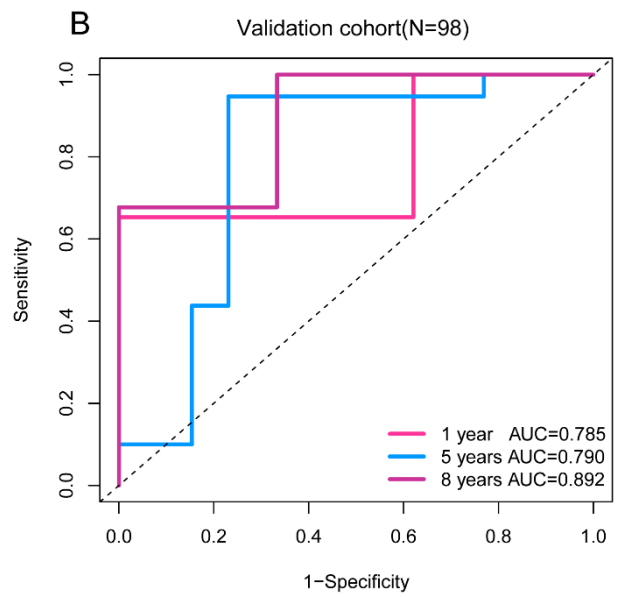 B
Validation cohort(N=98)
Sensitivity
1.0
0.8
0.6
0.4
0.2
0.0
1 year AUC=0.785
5 years AUC=0.790
8 years AUC=0.892
0.0 0.2 0.4 0.6 0.8 1.0
1−Specificity